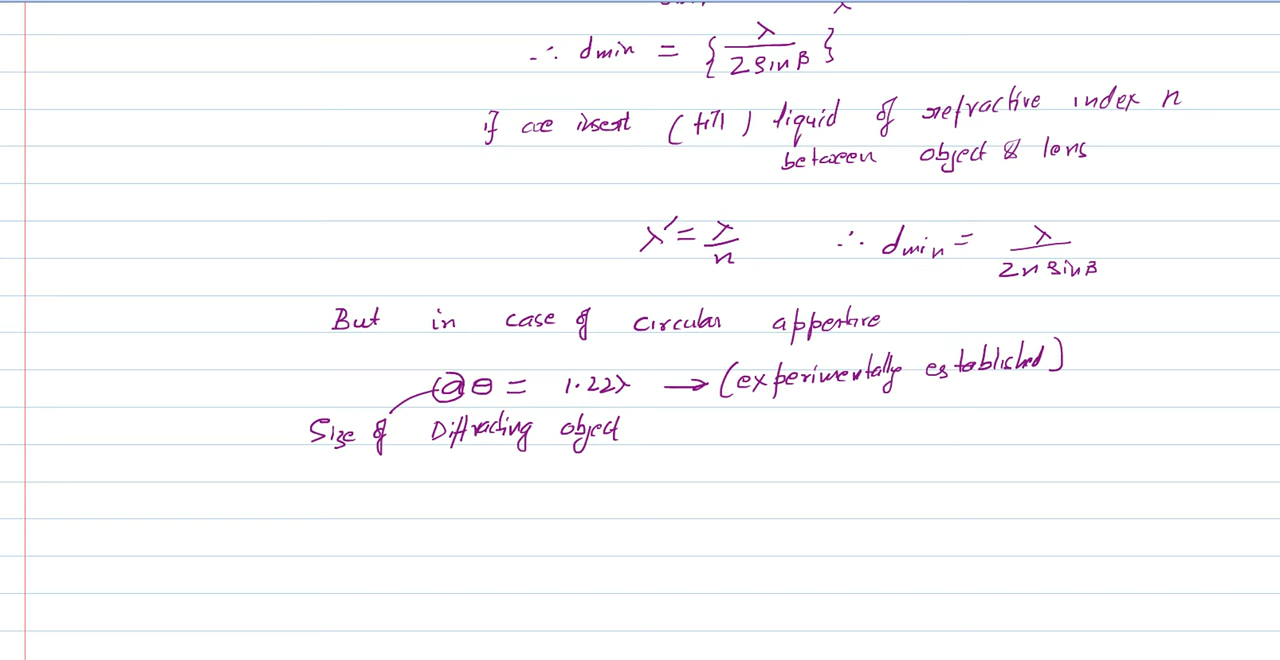 ∴ dmin = {λ / 2 sin β}
if we insert (fill) liquid of refractive index n
between object & lens
λ' = λ/n ∴ dmin = λ / 2n sin β
But in case of circular apperture
aθ = 1.22λ → (experimentally established)
Size of Diffracting object